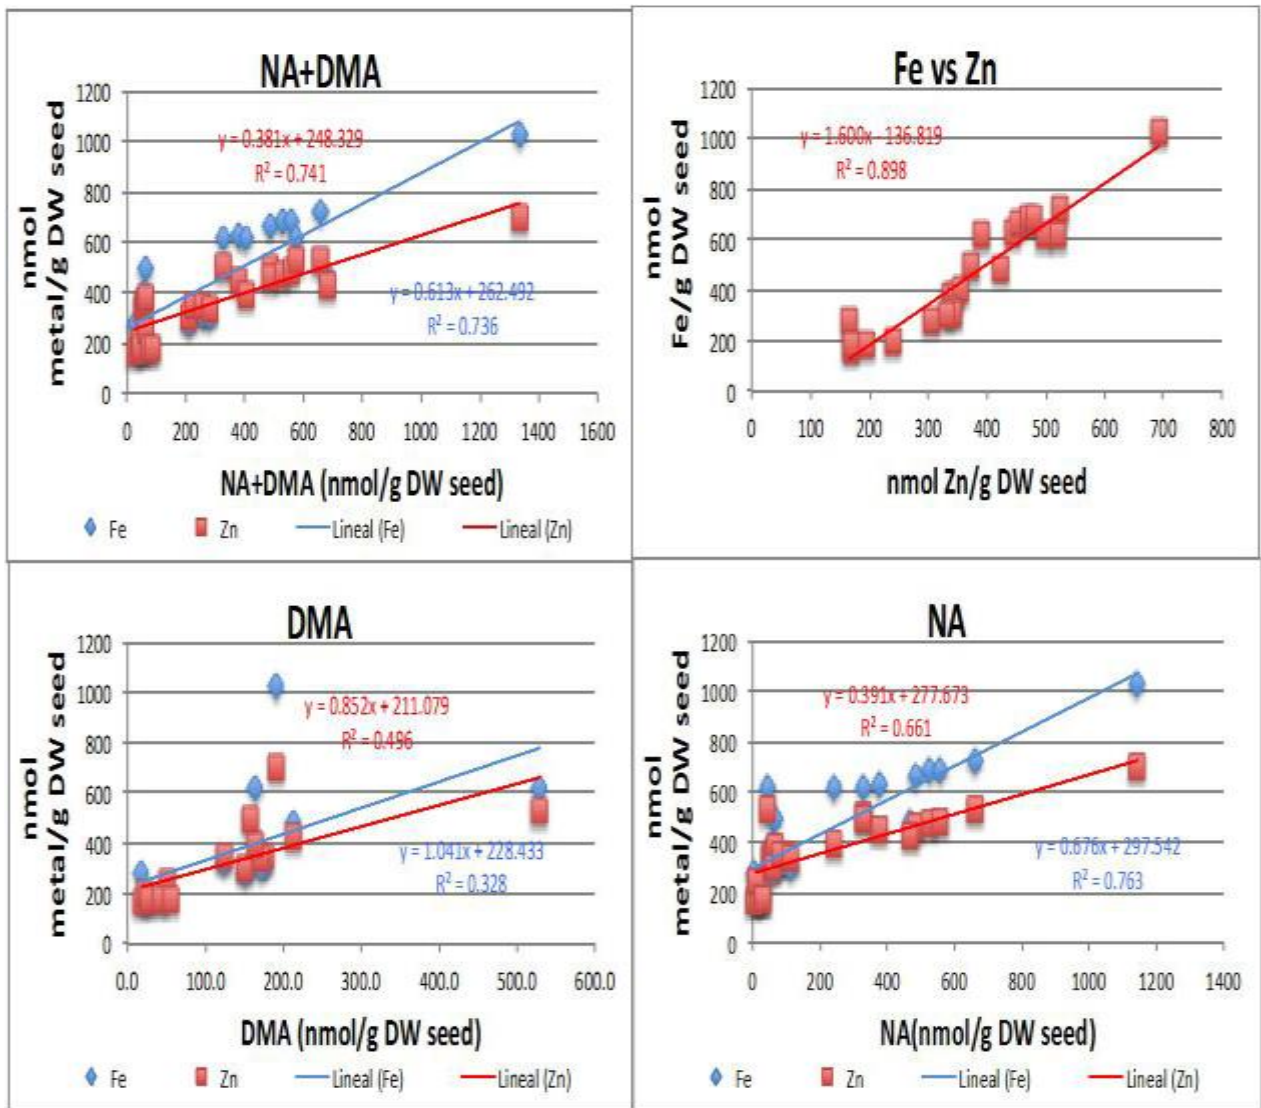 NA+DMA
nmol
metal/g DW seed
1200
1000
800
600
400
200
0
y = 0.381x + 248.329
R² = 0.741
y = 0.613x + 262.492
R² = 0.736
0 200 400 600 800 1000 1200 1400 1600
NA+DMA (nmol/g DW seed)
Fe Zn Lineal (Fe) Lineal (Zn)
Fe vs Zn
nmol
Fe/g DW seed
1200
1000
800
600
400
200
0
y = 1.600x - 136.819
R² = 0.898
0 100 200 300 400 500 600 700 800
nmol Zn/g DW seed
DMA
nmol
metal/g DW seed
1200
1000
800
600
400
200
0
y = 0.852x + 211.079
R² = 0.496
y = 1.041x + 228.433
R² = 0.328
0.0 100.0 200.0 300.0 400.0 500.0 600.0
DMA (nmol/g DW seed)
Fe Zn Lineal (Fe) Lineal (Zn)
NA
nmol
metal/g DW seed
1200
1000
800
600
400
200
0
y = 0.391x + 277.673
R² = 0.661
y = 0.676x + 297.542
R² = 0.763
0 200 400 600 800 1000 1200 1400
NA(nmol/g DW seed)
Fe Zn Lineal (Fe) Lineal (Zn)